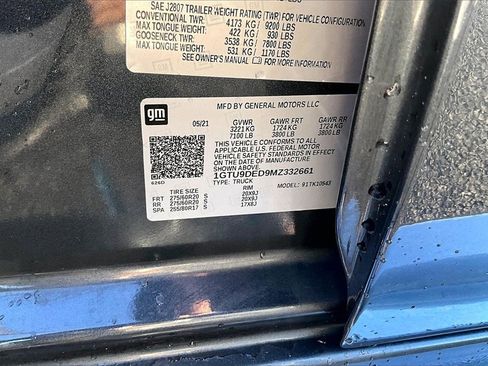 SAE J2807 TRAILER WEIGHT RATING (TWR) FOR VEHICLE CONFIGURATION
CONVENTIONAL TWR: 4173 KG / 9200 LBS
MAX TONGUE WEIGHT: 422 KG / 930 LBS
GOOSENECK TWR: 3538 KG / 7800 LBS
MAX TONGUE WEIGHT: 531 KG / 1170 LBS
SEE OWNER'S MANUAL FOR ADDITIONAL INFORMATION
gm
MFD BY GENERAL MOTORS LLC
05/21 GVWR GAWR FRT GAWR RR
3221 KG 1724 KG 1724 KG
7100 LB 3800 LB 3800 LB
THIS VEHICLE CONFORMS TO ALL APPLICABLE
U.S. FEDERAL MOTOR VEHICLE SAFETY
AND THEFT PREVENTION STANDARDS IN EFFECT
ON THE DATE OF MANUFACTURE SHOWN ABOVE.
1GTU9DED9MZ332661
TYPE: TRUCK MODEL:
TIRE SIZE RIM
FRT 275/60R20 S 20X9J
RR 275/60R20 S 20X9J
SPA 255/80R17 S 17X8J